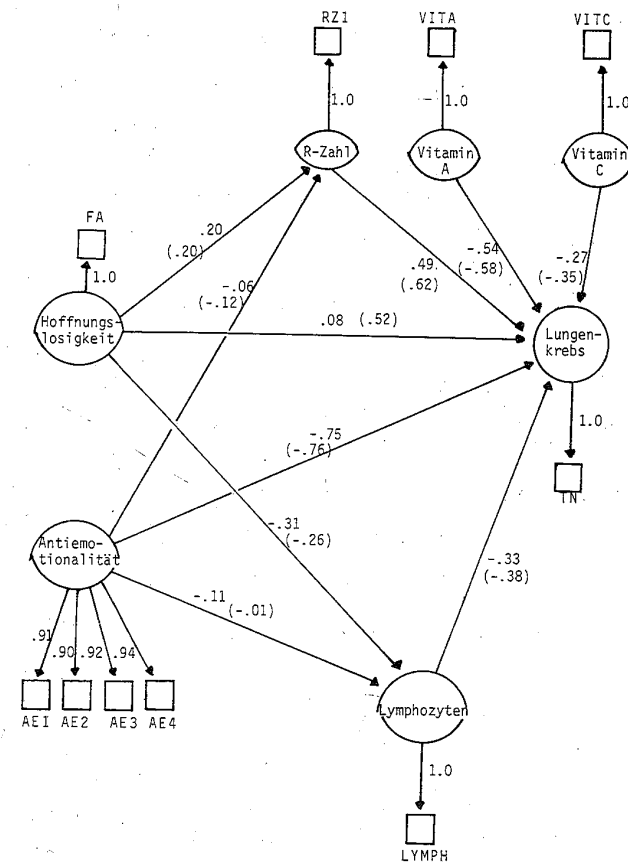 RZ1 VITA VITC
1.0 1.0 1.0
R-Zahl
Vitamin
A
Vitamin
C
FA
1.0
.20
(.20)
-.06
(-.12)
.49
(.62)
-.54
(-.58)
-.27
(-.35)
Hoffnungs-
losigkeit
.08 (.52)
Lungen-
krebs
1.0
TN
-.75
(-.76)
-.31
(-.26)
-.33
(-.38)
Antiemo-
tionalität
-.11
(-.01)
.91 .90 .92 .94
AE1 AE2 AE3 AE4
Lymphozyten
1.0
LYMPH